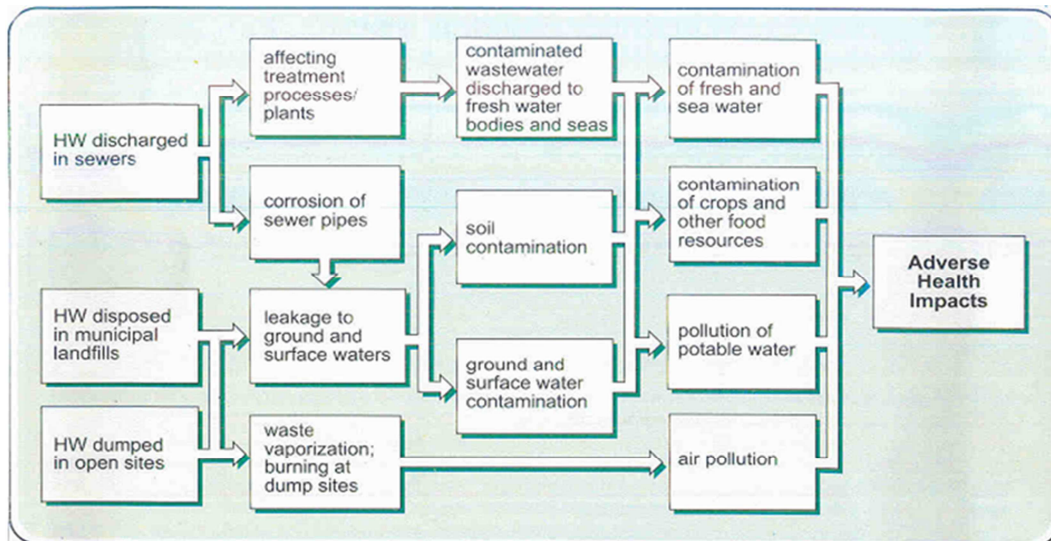 affecting
treatment
processes/
plants
contaminated
wastewater
discharged to
fresh water
bodies and seas
contamination
of fresh and
sea water
HW discharged
in sewers
corrosion of
sewer pipes
soil
contamination
contamination
of crops and
other food
resources
Adverse
Health
Impacts
HW disposed
in municipal
landfills
leakage to
ground and
surface waters
ground and
surface water
contamination
pollution of
potable water
HW dumped
in open sites
waste
vaporization;
burning at
dump sites
air pollution